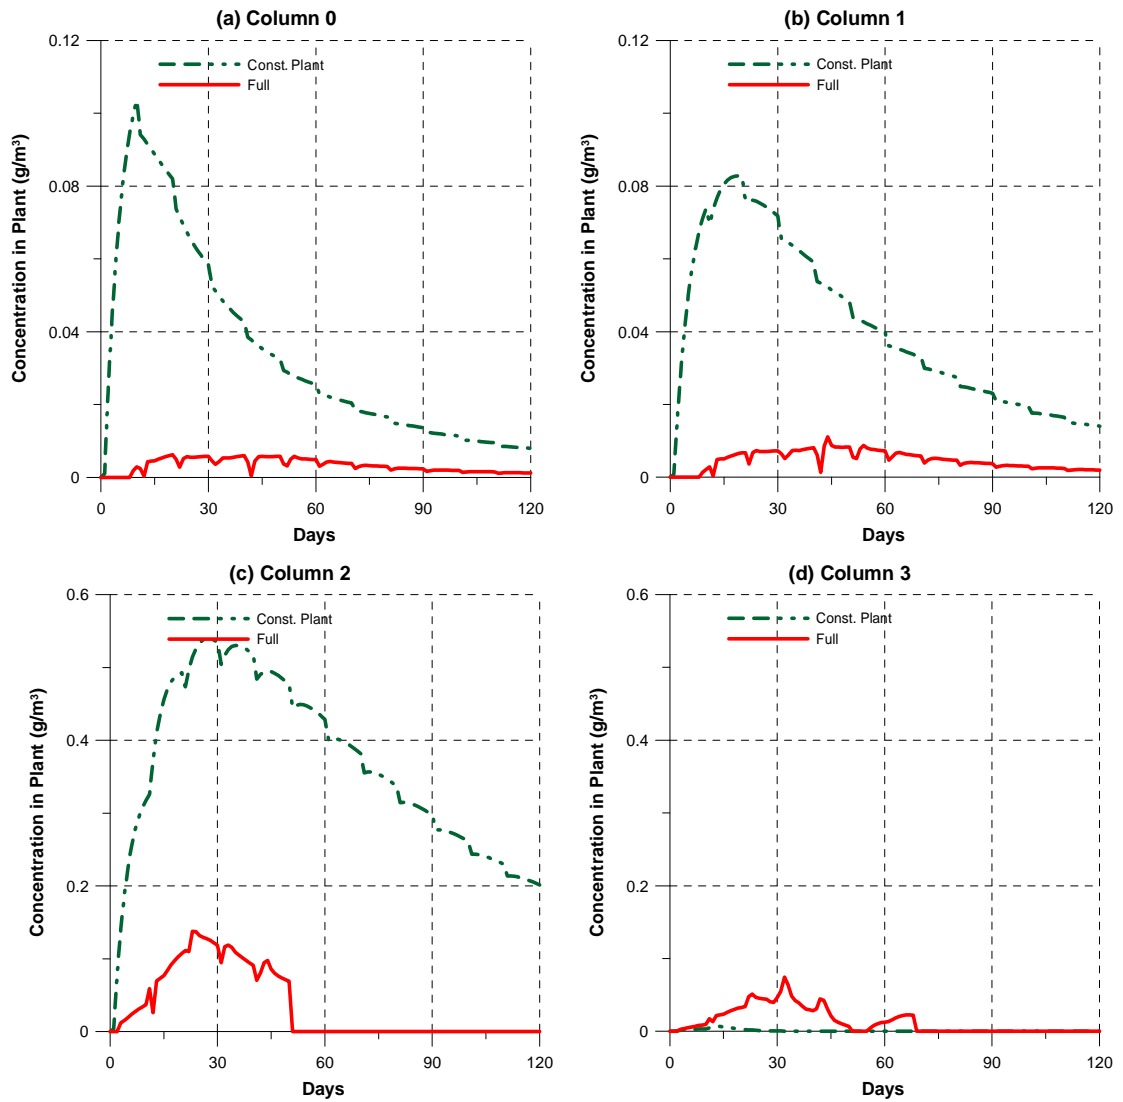 (a) Column 0
0.12
Const. Plant
Full
0.08
0.04
0
Concentration in Plant (g/m³)
0 30 60 90 120
Days
(b) Column 1
0.12
Const. Plant
Full
0.08
0.04
0
Concentration in Plant (g/m³)
0 30 60 90 120
Days
(c) Column 2
0.6
Const. Plant
Full
0.4
0.2
0
Concentration in Plant (g/m³)
0 30 60 90 120
Days
(d) Column 3
0.6
Const. Plant
Full
0.4
0.2
0
Concentration in Plant (g/m³)
0 30 60 90 120
Days